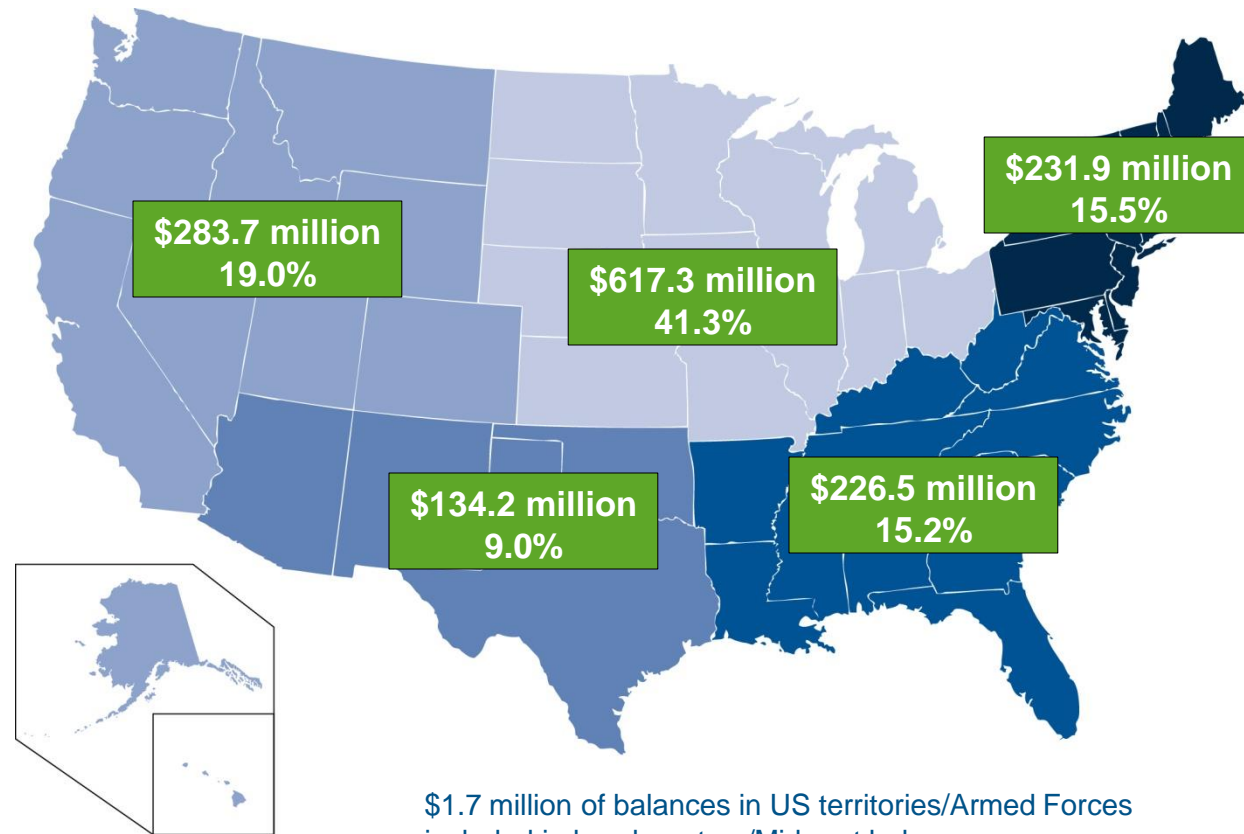 $231.9 million
15.5%
$283.7 million
19.0%
$617.3 million
41.3%
$134.2 million
9.0%
$226.5 million
15.2%
$1.7 million of balances in US territories/Armed Forces